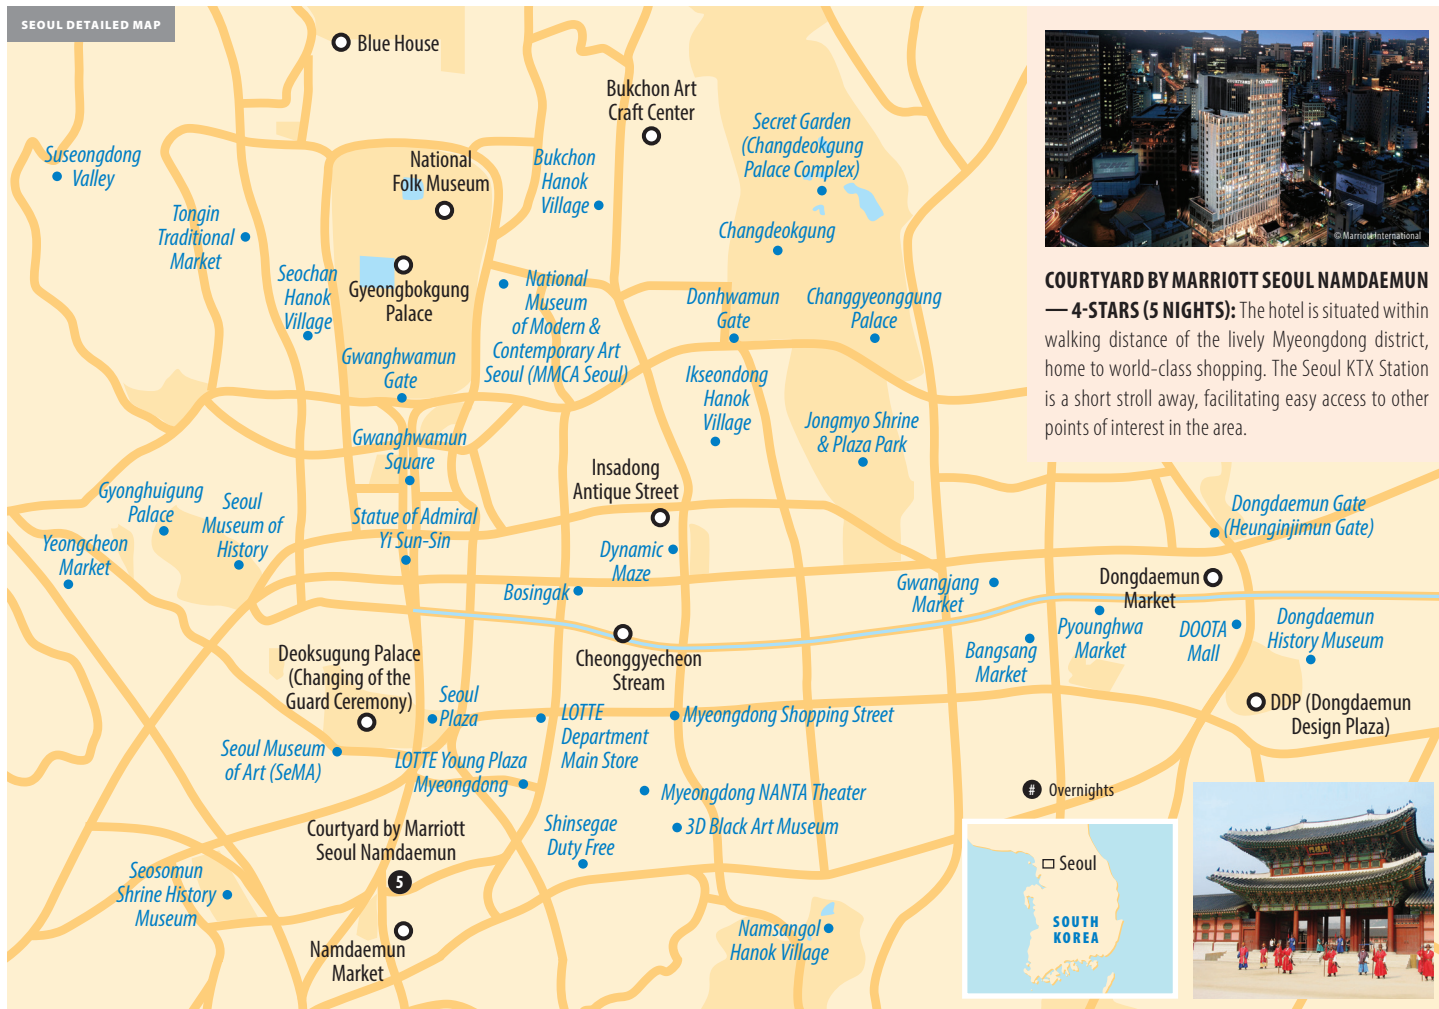 SEOUL DETAILED MAP
Blue House
Bukchon Art
Craft Center
Secret Garden
(Changdeokgung
Palace Complex)
Suseongdong
Valley
National
Folk Museum
Bukchon
Hanok
Village
Tongin
Traditional
Market
Changdeokgung
Seochan
Hanok
Village
Gyeongbokgung
Palace
National
Museum
of Modern &
Contemporary Art
Seoul (MMCA Seoul)
Donhwamun
Gate
Changgyeonggung
Palace
Gwanghwamun
Gate
Ikseondong
Hanok
Village
Jongmyo Shrine
& Plaza Park
Gwanghwamun
Square
Insadong
Antique Street
Gyonghuigung
Palace
Seoul
Museum of
History
Statue of Admiral
Yi Sun-Sin
Yeongcheon
Market
Dynamic
Maze
Bosingak
Gwangjang
Market
Dongdaemun Gate
(Heunginjimun Gate)
Dongdaemun
Market
Pyounghwa
Market
DOOTA
Mall
Dongdaemun
History Museum
Bangsang
Market
Cheonggyecheon
Stream
Deoksugung Palace
(Changing of the
Guard Ceremony)
Seoul
Plaza
LOTTE
Department
Main Store
Myeongdong Shopping Street
DDP (Dongdaemun
Design Plaza)
Seoul Museum
of Art (SeMA)
LOTTE Young Plaza
Myeongdong
Myeongdong NANTA Theater
3D Black Art Museum
Courtyard by Marriott
Seoul Namdaemun
5
Shinsegae
Duty Free
Seosomun
Shrine History
Museum
Namdaemun
Market
Namsangol
Hanok Village
# Overnights
Seoul
SOUTH
KOREA
© Marriott International
COURTYARD BY MARRIOTT SEOUL NAMDAEMUN
— 4-STARS (5 NIGHTS): The hotel is situated within
walking distance of the lively Myeongdong district,
home to world-class shopping. The Seoul KTX Station
is a short stroll away, facilitating easy access to other
points of interest in the area.